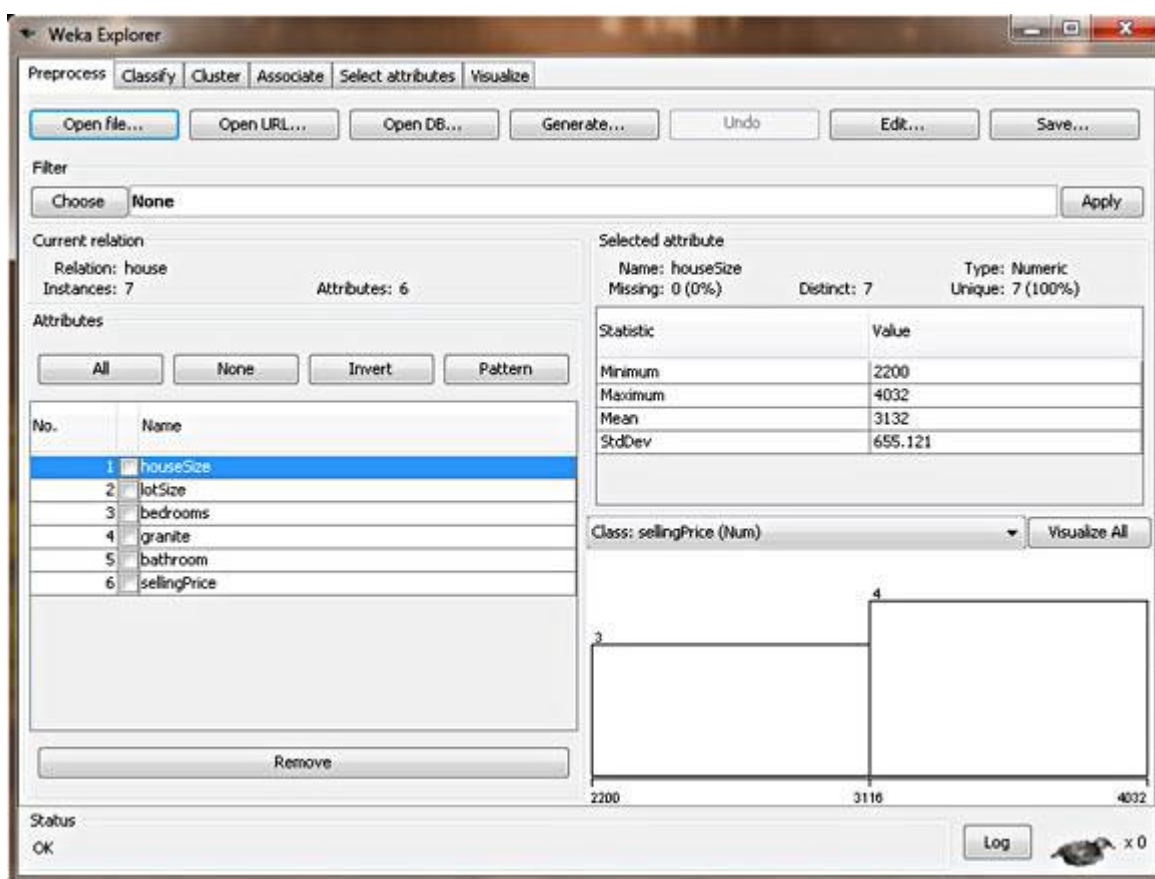 Weka Explorer
Preprocess Classify Cluster Associate Select attributes Visualize
Open file... Open URL... Open DB... Generate... Undo Edit... Save...
Filter
Choose None Apply
Current relation
Relation: house
Instances: 7 Attributes: 6
Attributes
All None Invert Pattern
No. Name
1 houseSize
2 lotSize
3 bedrooms
4 granite
5 bathroom
6 sellingPrice
Remove
Selected attribute
Name: houseSize Type: Numeric
Missing: 0 (0%) Distinct: 7 Unique: 7 (100%)
Statistic Value
Minimum 2200
Maximum 4032
Mean 3132
StdDev 655.121
Class: sellingPrice (Num) Visualize All
4
3
2200 3116 4032
Status
OK Log x 0